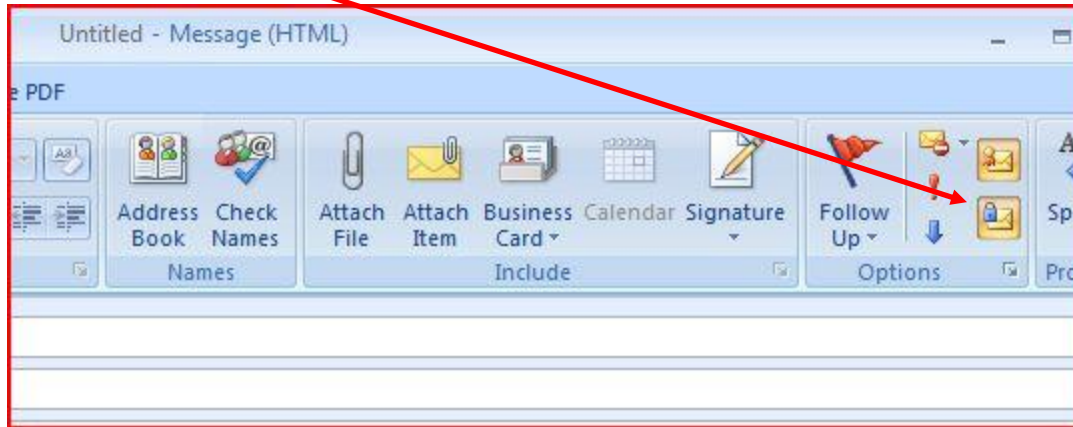 Untitled - Message (HTML)
e PDF
Address Book
Check Names
Attach File
Attach Item
Business Card
Calendar
Signature
Follow Up
Sp
Names
Include
Options
Pro